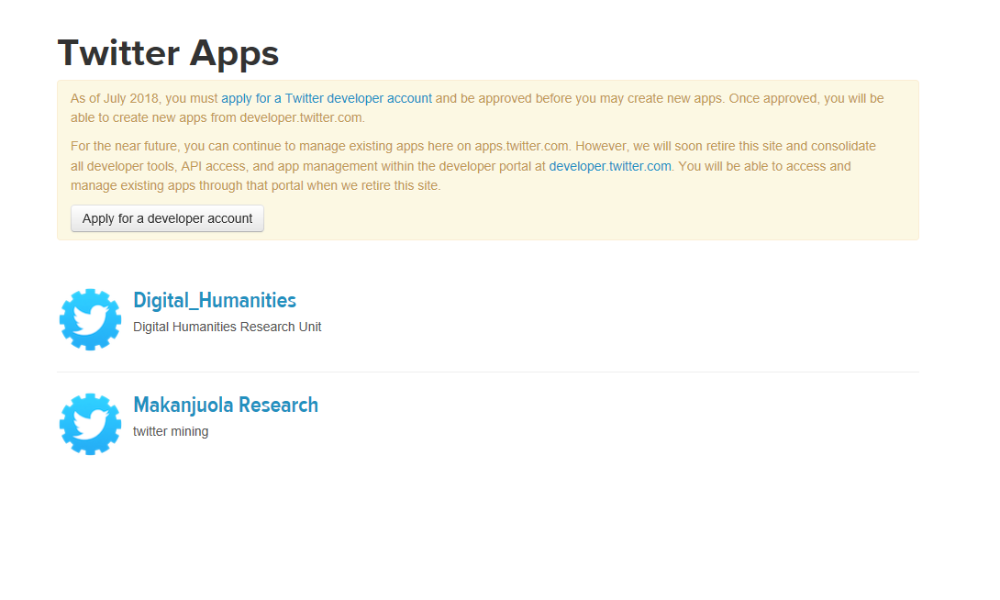 Twitter Apps
As of July 2018, you must apply for a Twitter developer account and be approved before you may create new apps. Once approved, you will be
able to create new apps from developer.twitter.com.
For the near future, you can continue to manage existing apps here on apps.twitter.com. However, we will soon retire this site and consolidate
all developer tools, API access, and app management within the developer portal at developer.twitter.com. You will be able to access and
manage existing apps through that portal when we retire this site.
Apply for a developer account
Digital_Humanities
Digital Humanities Research Unit
Makanjuola Research
twitter mining